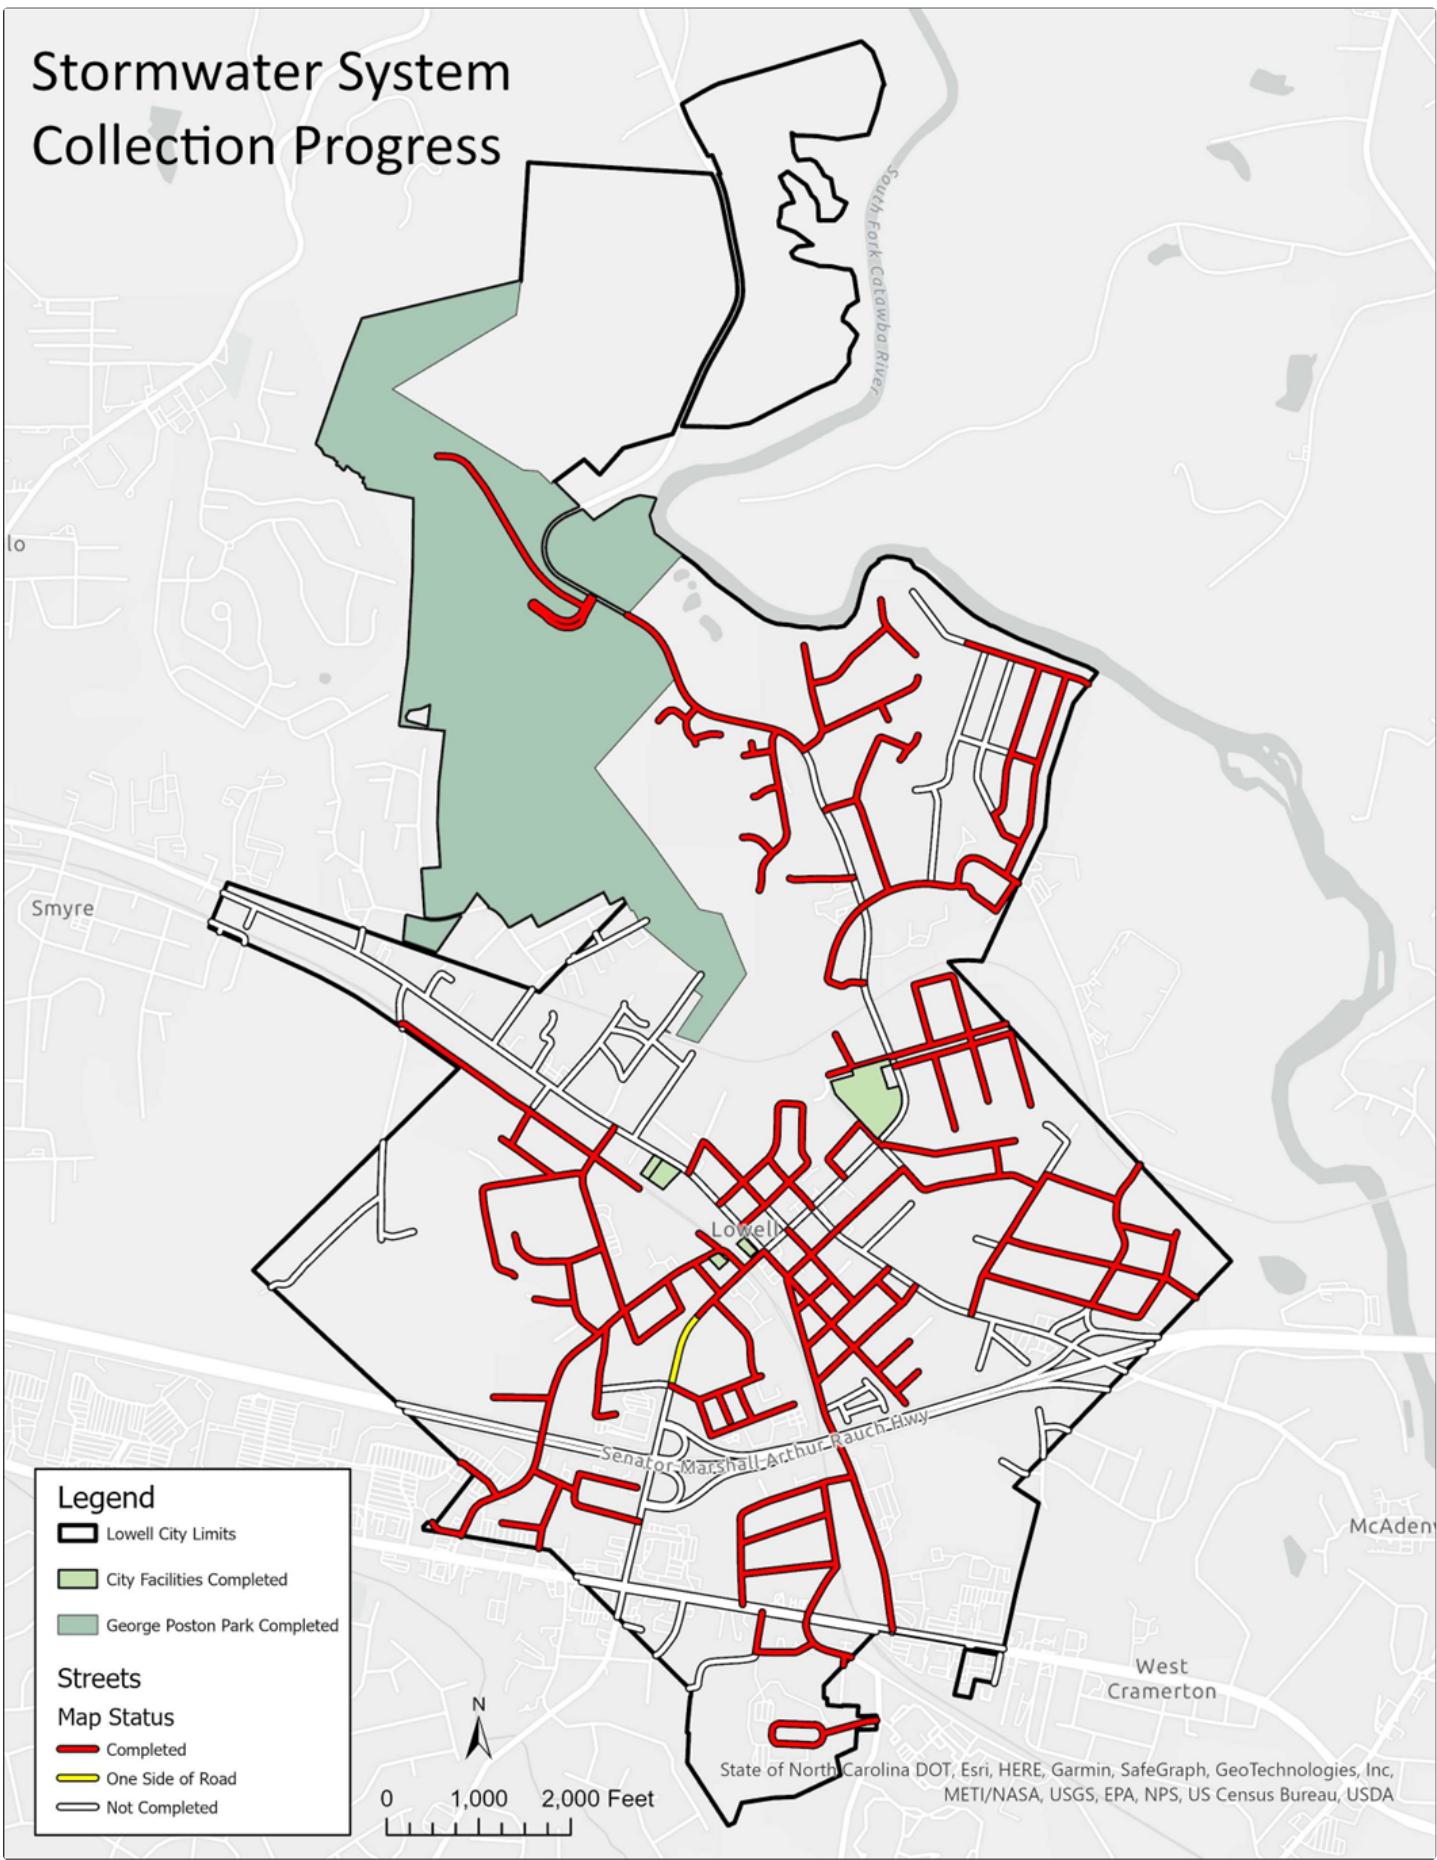 Stormwater System
Collection Progress
South Fork Catawba River
lo
Smyre
Lowell
Senator Marshall Arthur Rauch Hwy
McAden
West
Cramerton
Legend
Lowell City Limits
City Facilities Completed
George Poston Park Completed
Streets
Map Status
Completed
One Side of Road
Not Completed
N
0 1,000 2,000 Feet
State of North Carolina DOT, Esri, HERE, Garmin, SafeGraph, GeoTechnologies, Inc,
METI/NASA, USGS, EPA, NPS, US Census Bureau, USDA